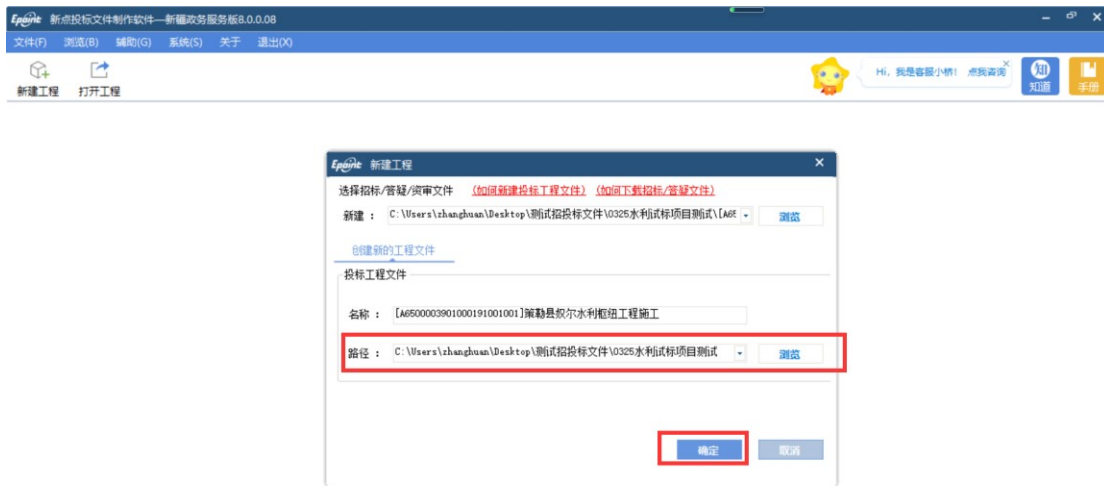 Epoint 新点投标文件制作软件—新疆政务服务版8.0.0.08
文件(F) 浏览(B) 辅助(G) 系统(S) 关于 退出(X)
新建工程 打开工程
Hi, 我是客服小桥! 点我咨询
知
知道
手册
Epoint 新建工程
选择招标/答疑/资审文件 (如何新建投标工程文件) (如何下载招标/答疑文件)
新建 : C:\Users\zhanghuan\Desktop\测试招投标文件\0325水利试标项目测试\[A65 浏览
创建新的工程文件
投标工程文件
名称 : [A6500003901000191001001]策勒县奴尔水利枢纽工程施工
路径 : C:\Users\zhanghuan\Desktop\测试招投标文件\0325水利试标项目测试 浏览
确定 取消